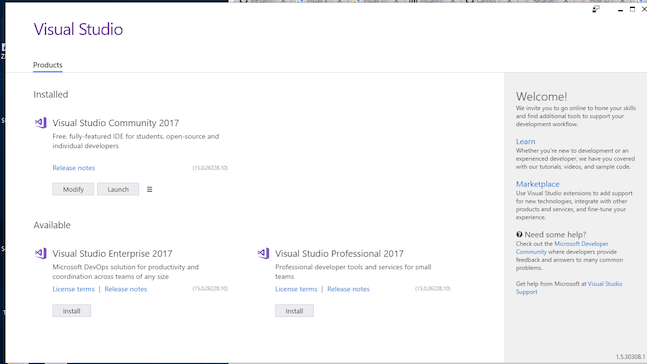 Visual Studio
Products
Installed
Visual Studio Community 2017
Free, fully-featured IDE for students, open-source and
individual developers
Release notes (15.0.26228.10)
Modify Launch
Available
Visual Studio Enterprise 2017
Microsoft DevOps solution for productivity and
coordination across teams of any size
License terms | Release notes (15.0.26228.10)
Install
Visual Studio Professional 2017
Professional developer tools and services for small
teams
License terms | Release notes (15.0.26228.10)
Install
Welcome!
We invite you to go online to hone your skills
and find additional tools to support your
development workflow.
Learn
Whether you're new to development or an
experienced developer, we have you covered
with our tutorials, videos, and sample code.
Marketplace
Use Visual Studio extensions to add support
for new technologies, integrate with other
products and services, and fine-tune your
experience.
Need some help?
Check out the Microsoft Developer
Community where developers provide
feedback and answers to many common
problems.
Get help from Microsoft at Visual Studio
Support
1.5.30308.1